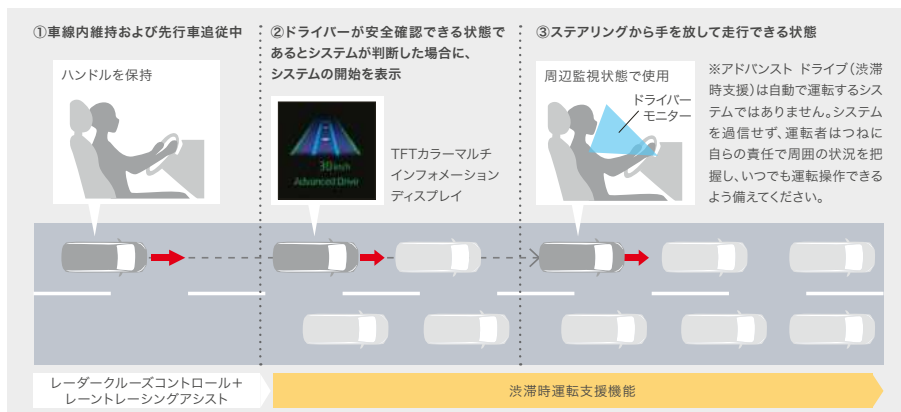 ①車線内維持および先行車追従中
ハンドルを保持
②ドライバーが安全確認できる状態で
あるとシステムが判断した場合に、
システムの開始を表示
30km/h
Advanced Drive
TFTカラーマルチ
インフォメーション
ディスプレイ
③ステアリングから手を放して走行できる状態
周辺監視状態で使用
ドライバー
モニター
※アドバンスト ドライブ（渋滞
時支援）は自動で運転するシス
テムではありません。システム
を過信せず、運転者はつねに
自らの責任で周囲の状況を把
握し、いつでも運転操作できる
よう備えてください。
レーダークルーズコントロール＋
レーントレーシングアシスト
渋滞時運転支援機能